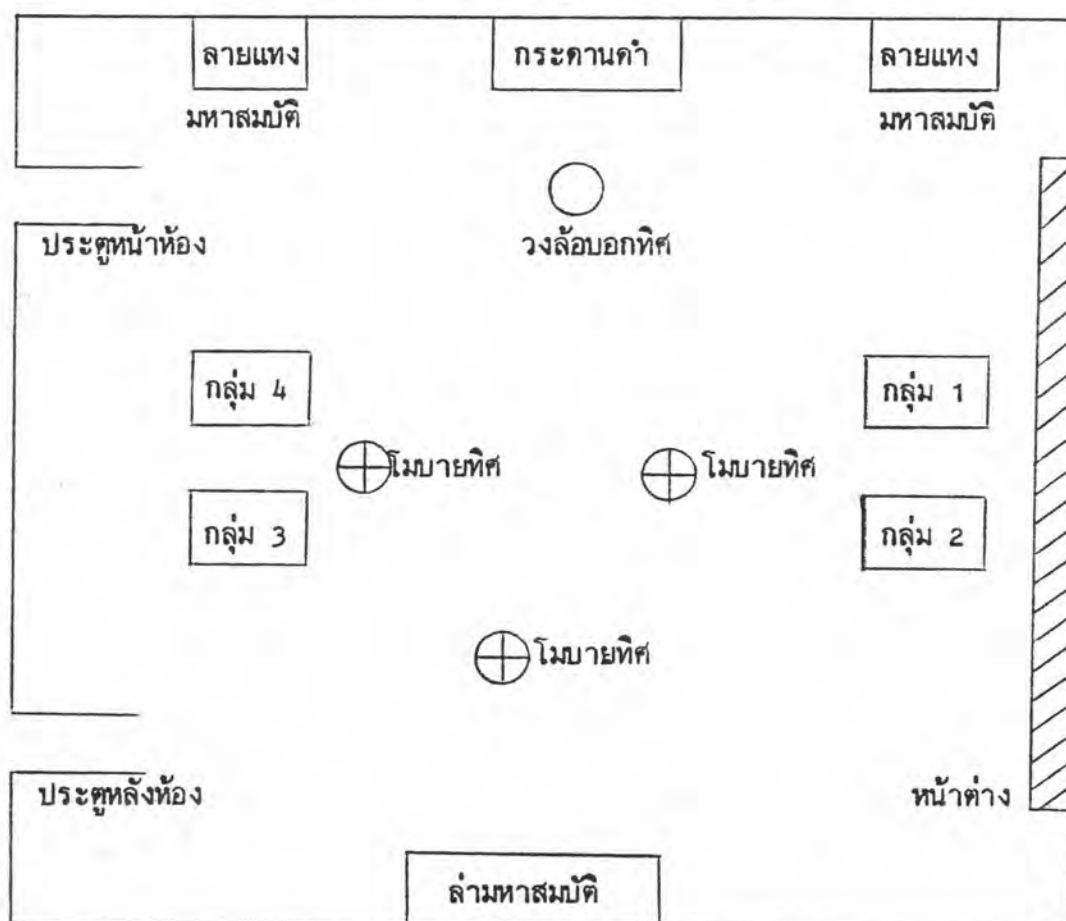 ลายแทง
มหาสมบัติ
กระดานดำ
ลายแทง
มหาสมบัติ
วงล้อบอกทิศ
ประตูหน้าห้อง
กลุ่ม 4
กลุ่ม 1
โมบายทิศ
โมบายทิศ
กลุ่ม 3
กลุ่ม 2
โมบายทิศ
ประตูหลังห้อง
หน้าต่าง
ล่ามหาสมบัติ